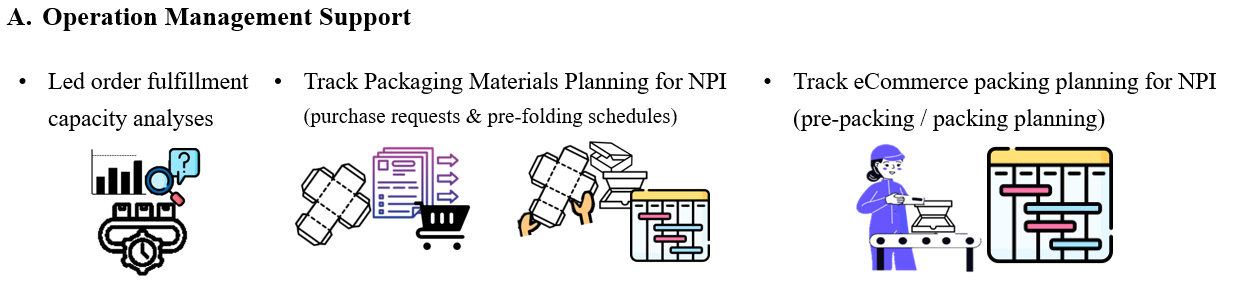 A. Operation Management Support
• Led order fulfillment
capacity analyses
• Track Packaging Materials Planning for NPI
(purchase requests & pre-folding schedules)
• Track eCommerce packing planning for NPI
(pre-packing / packing planning)
?